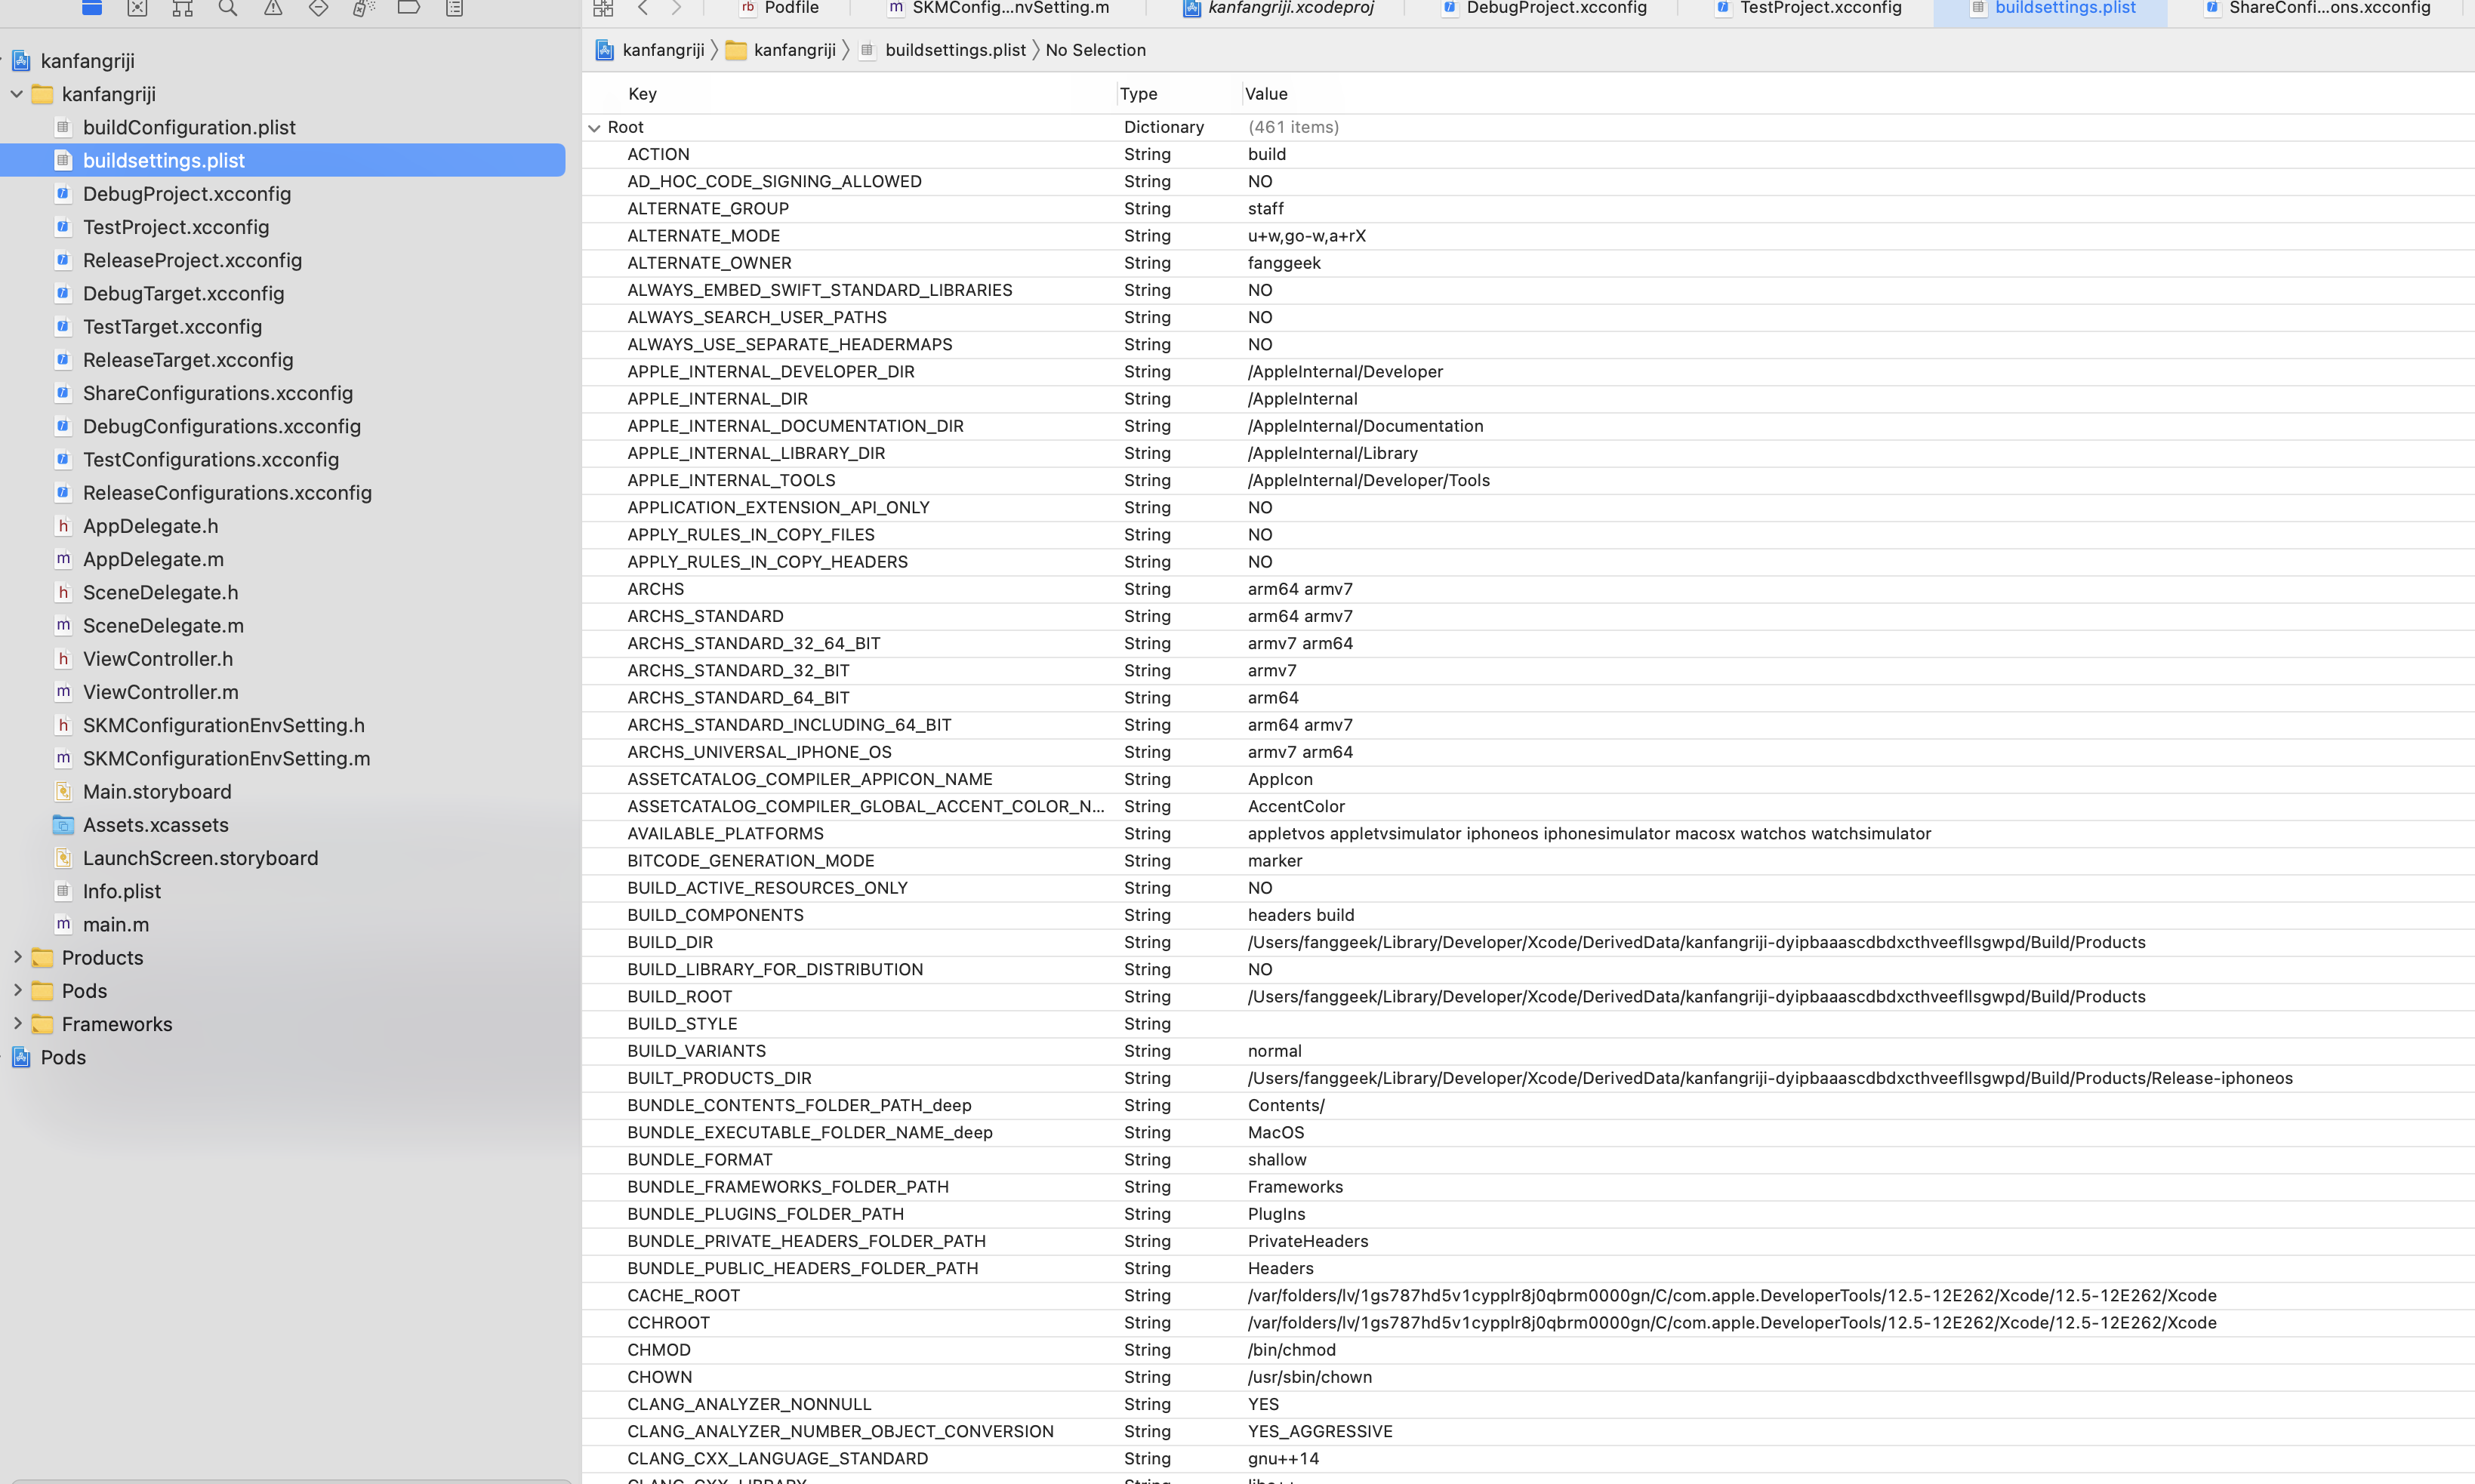 Podfile
SKMConfig...nvSetting.m
kanfangriji.xcodeproj
DebugProject.xcconfig
TestProject.xcconfig
buildsettings.plist
ShareConfi...ons.xcconfig
kanfangriji
kanfangriji
buildConfiguration.plist
buildsettings.plist
DebugProject.xcconfig
TestProject.xcconfig
ReleaseProject.xcconfig
DebugTarget.xcconfig
TestTarget.xcconfig
ReleaseTarget.xcconfig
ShareConfigurations.xcconfig
DebugConfigurations.xcconfig
TestConfigurations.xcconfig
ReleaseConfigurations.xcconfig
AppDelegate.h
AppDelegate.m
SceneDelegate.h
SceneDelegate.m
ViewController.h
ViewController.m
SKMConfigurationEnvSetting.h
SKMConfigurationEnvSetting.m
Main.storyboard
Assets.xcassets
LaunchScreen.storyboard
Info.plist
main.m
Products
Pods
Frameworks
Pods
kanfangriji kanfangriji buildsettings.plist No Selection
Key Type Value
Root Dictionary (461 items)
ACTION String build
AD_HOC_CODE_SIGNING_ALLOWED String NO
ALTERNATE_GROUP String staff
ALTERNATE_MODE String u+w,go-w,a+rX
ALTERNATE_OWNER String fanggeek
ALWAYS_EMBED_SWIFT_STANDARD_LIBRARIES String NO
ALWAYS_SEARCH_USER_PATHS String NO
ALWAYS_USE_SEPARATE_HEADERMAPS String NO
APPLE_INTERNAL_DEVELOPER_DIR String /AppleInternal/Developer
APPLE_INTERNAL_DIR String /AppleInternal
APPLE_INTERNAL_DOCUMENTATION_DIR String /AppleInternal/Documentation
APPLE_INTERNAL_LIBRARY_DIR String /AppleInternal/Library
APPLE_INTERNAL_TOOLS String /AppleInternal/Developer/Tools
APPLICATION_EXTENSION_API_ONLY String NO
APPLY_RULES_IN_COPY_FILES String NO
APPLY_RULES_IN_COPY_HEADERS String NO
ARCHS String arm64 armv7
ARCHS_STANDARD String arm64 armv7
ARCHS_STANDARD_32_64_BIT String armv7 arm64
ARCHS_STANDARD_32_BIT String armv7
ARCHS_STANDARD_64_BIT String arm64
ARCHS_STANDARD_INCLUDING_64_BIT String arm64 armv7
ARCHS_UNIVERSAL_IPHONE_OS String armv7 arm64
ASSETCATALOG_COMPILER_APPICON_NAME String AppIcon
ASSETCATALOG_COMPILER_GLOBAL_ACCENT_COLOR_N... String AccentColor
AVAILABLE_PLATFORMS String appletvos appletvsimulator iphoneos iphonesimulator macosx watchos watchsimulator
BITCODE_GENERATION_MODE String marker
BUILD_ACTIVE_RESOURCES_ONLY String NO
BUILD_COMPONENTS String headers build
BUILD_DIR String /Users/fanggeek/Library/Developer/Xcode/DerivedData/kanfangriji-dyipbaaascdbdxcthveefllsgwpd/Build/Products
BUILD_LIBRARY_FOR_DISTRIBUTION String NO
BUILD_ROOT String /Users/fanggeek/Library/Developer/Xcode/DerivedData/kanfangriji-dyipbaaascdbdxcthveefllsgwpd/Build/Products
BUILD_STYLE String
BUILD_VARIANTS String normal
BUILT_PRODUCTS_DIR String /Users/fanggeek/Library/Developer/Xcode/DerivedData/kanfangriji-dyipbaaascdbdxcthveefllsgwpd/Build/Products/Release-iphoneos
BUNDLE_CONTENTS_FOLDER_PATH_deep String Contents/
BUNDLE_EXECUTABLE_FOLDER_NAME_deep String MacOS
BUNDLE_FORMAT String shallow
BUNDLE_FRAMEWORKS_FOLDER_PATH String Frameworks
BUNDLE_PLUGINS_FOLDER_PATH String PlugIns
BUNDLE_PRIVATE_HEADERS_FOLDER_PATH String PrivateHeaders
BUNDLE_PUBLIC_HEADERS_FOLDER_PATH String Headers
CACHE_ROOT String /var/folders/lv/1gs787hd5v1cypplr8j0qbrm0000gn/C/com.apple.DeveloperTools/12.5-12E262/Xcode/12.5-12E262/Xcode
CCHROOT String /var/folders/lv/1gs787hd5v1cypplr8j0qbrm0000gn/C/com.apple.DeveloperTools/12.5-12E262/Xcode/12.5-12E262/Xcode
CHMOD String /bin/chmod
CHOWN String /usr/sbin/chown
CLANG_ANALYZER_NONNULL String YES
CLANG_ANALYZER_NUMBER_OBJECT_CONVERSION String YES_AGGRESSIVE
CLANG_CXX_LANGUAGE_STANDARD String gnu++14